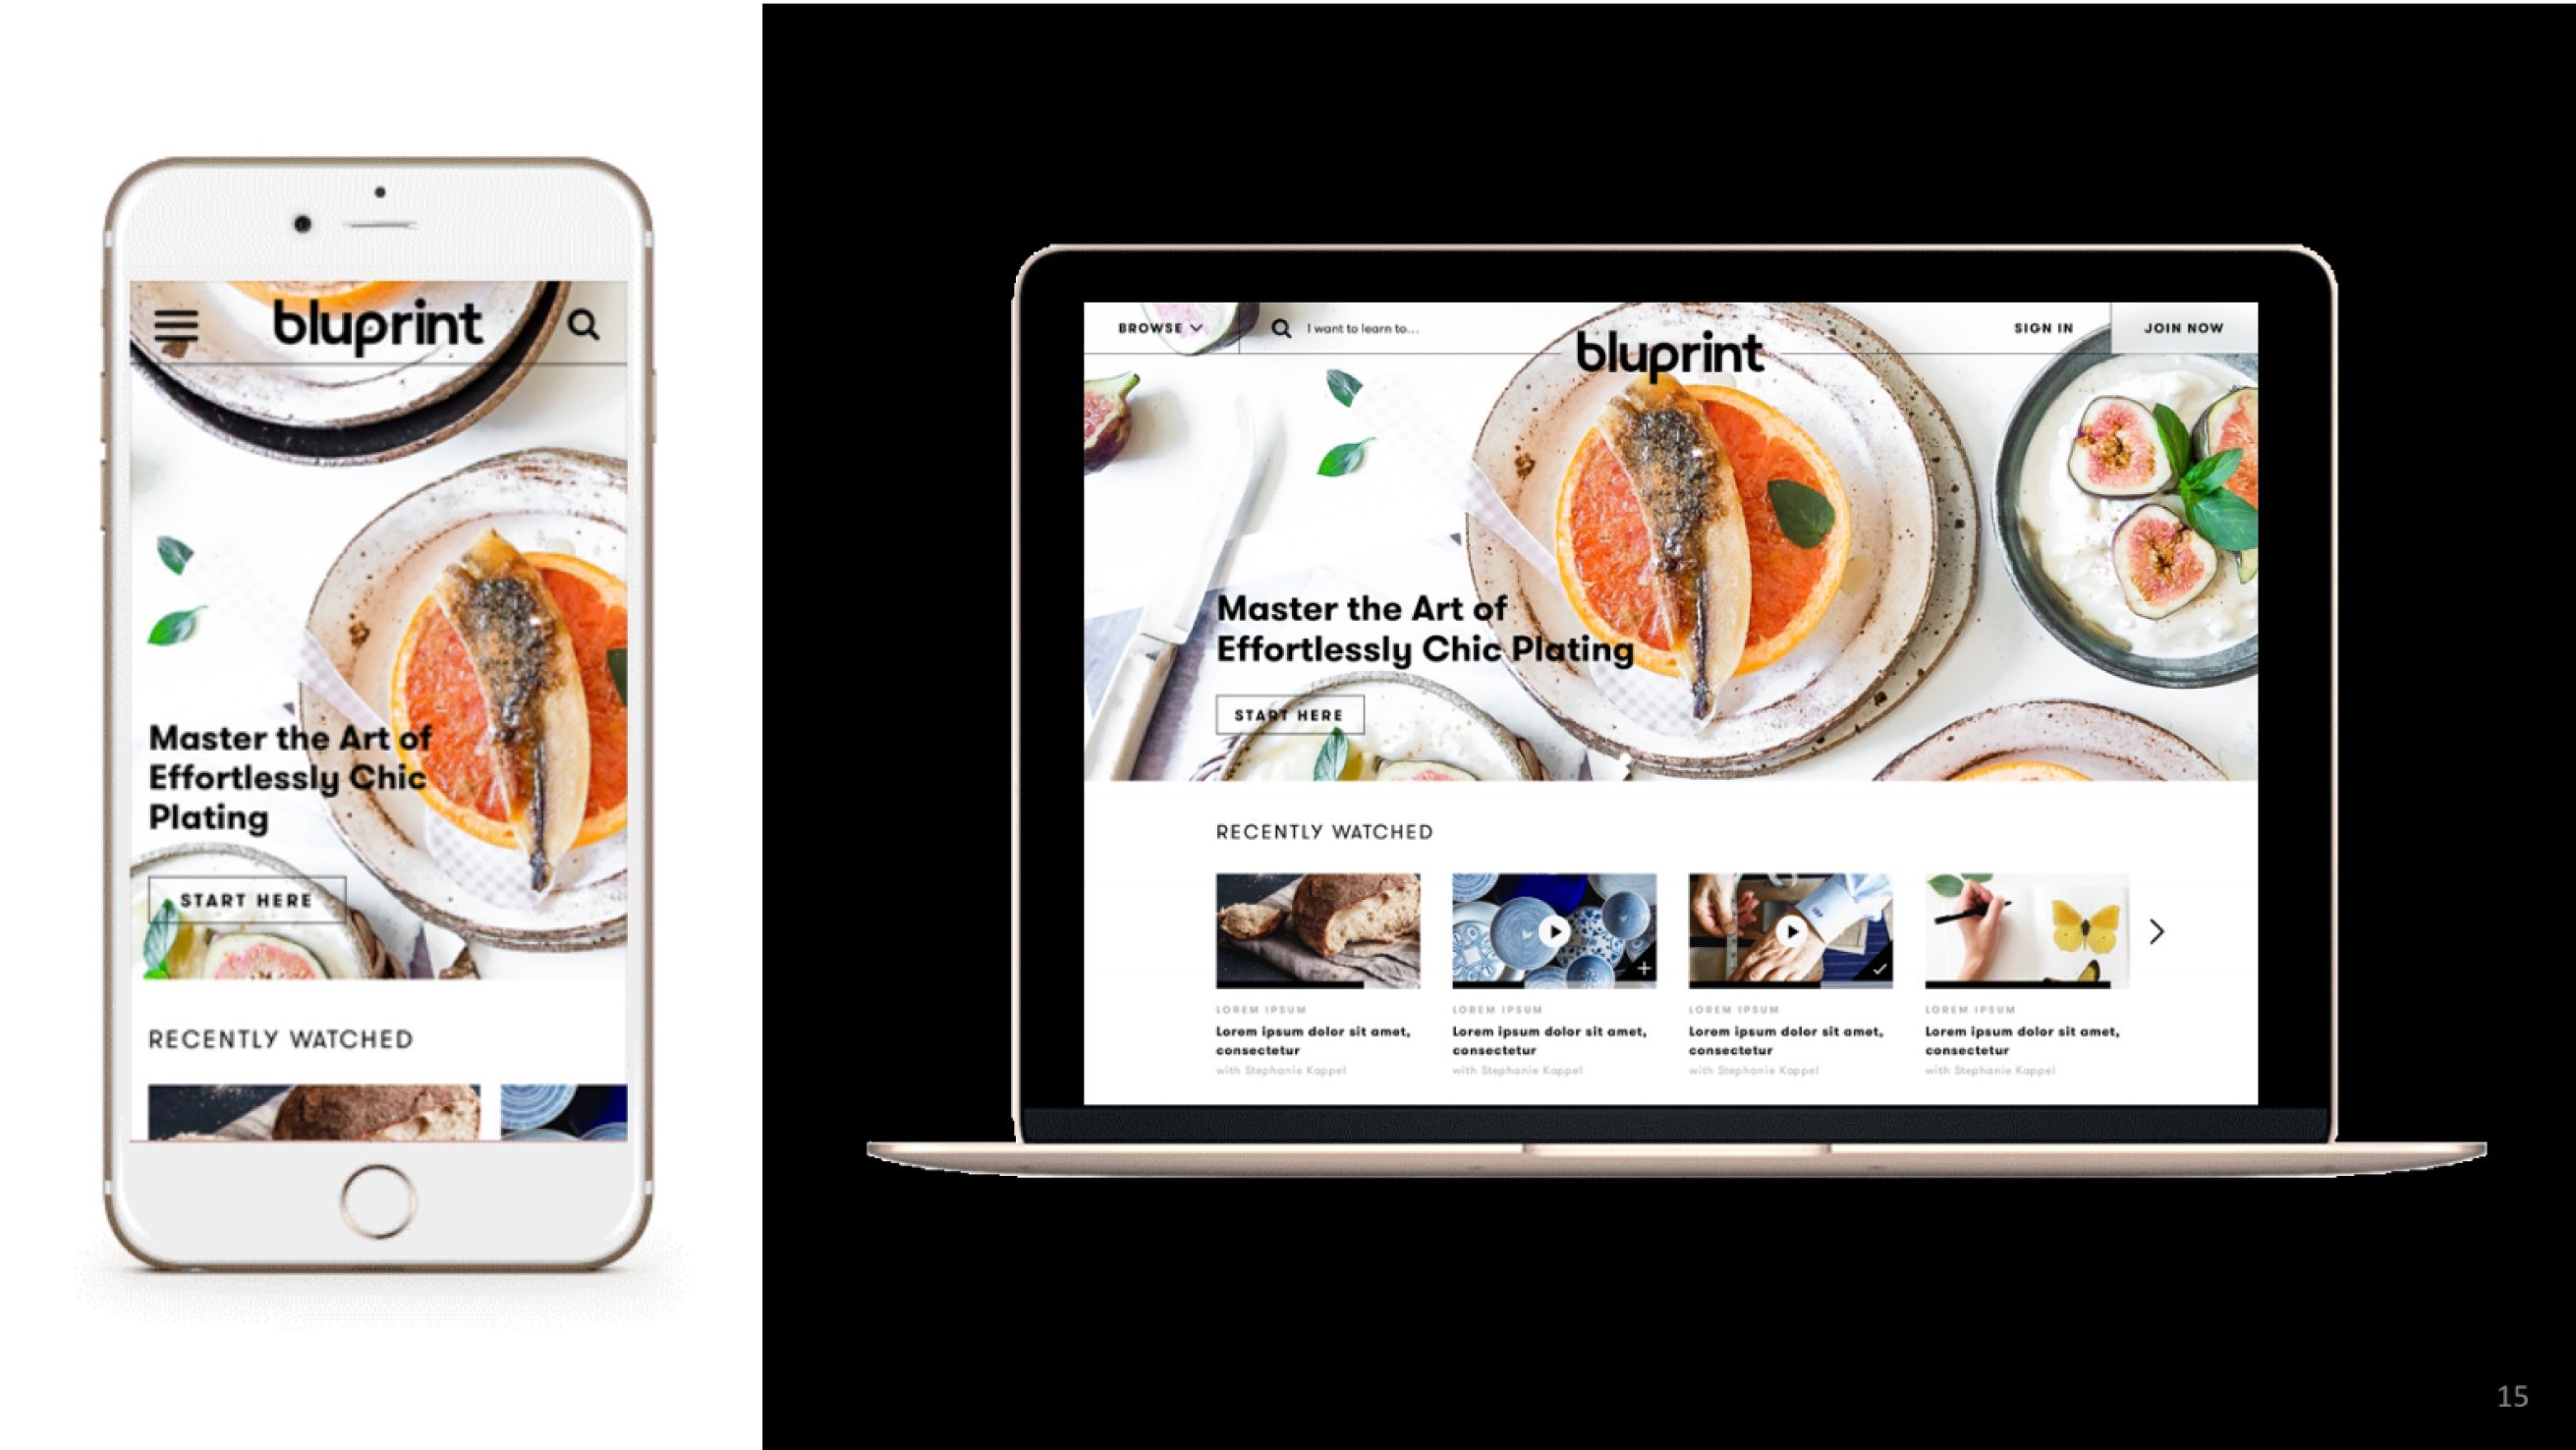 bluprint
Master the Art of
Effortlessly Chic
Plating
START HERE
RECENTLY WATCHED
BROWSE
I want to learn to...
bluprint
SIGN IN
JOIN NOW
Master the Art of
Effortlessly Chic Plating
START HERE
RECENTLY WATCHED
LOREM IPSUM
Lorem ipsum dolor sit amet,
consectetur
with Stephanie Kappel
LOREM IPSUM
Lorem ipsum dolor sit amet,
consectetur
with Stephanie Kappel
LOREM IPSUM
Lorem ipsum dolor sit amet,
consectetur
with Stephanie Kappel
LOREM IPSUM
Lorem ipsum dolor sit amet,
consectetur
with Stephanie Kappel
15